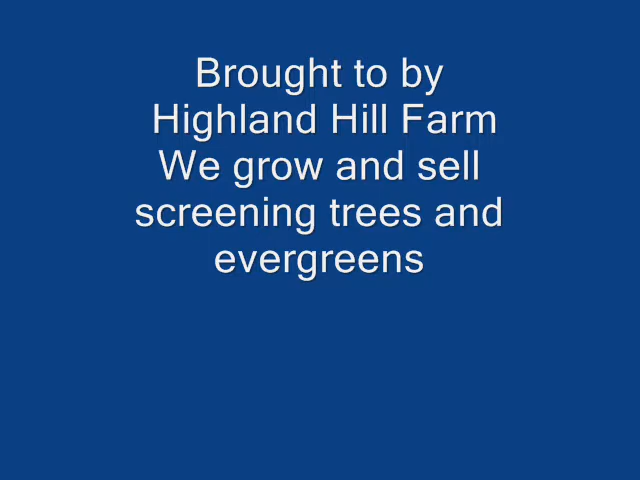 Brought to by
Highland Hill Farm
We grow and sell
screening trees and
evergreens